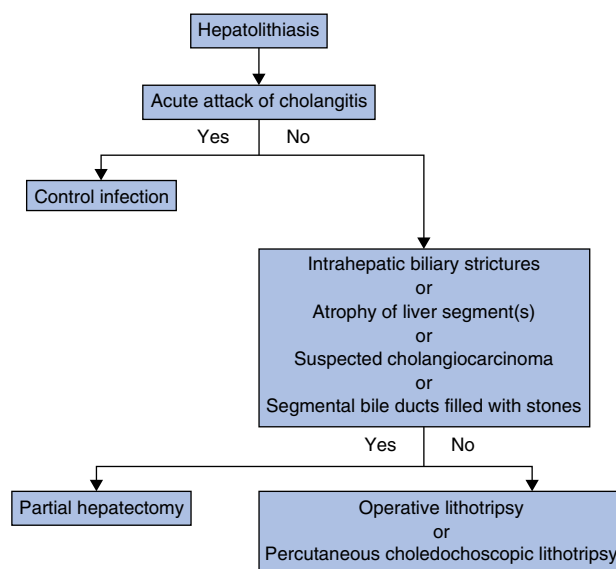 Hepatolithiasis
Acute attack of cholangitis
Yes No
Control infection
Intrahepatic biliary strictures
or
Atrophy of liver segment(s)
or
Suspected cholangiocarcinoma
or
Segmental bile ducts filled with stones
Yes No
Partial hepatectomy
Operative lithotripsy
or
Percutaneous choledochoscopic lithotripsy